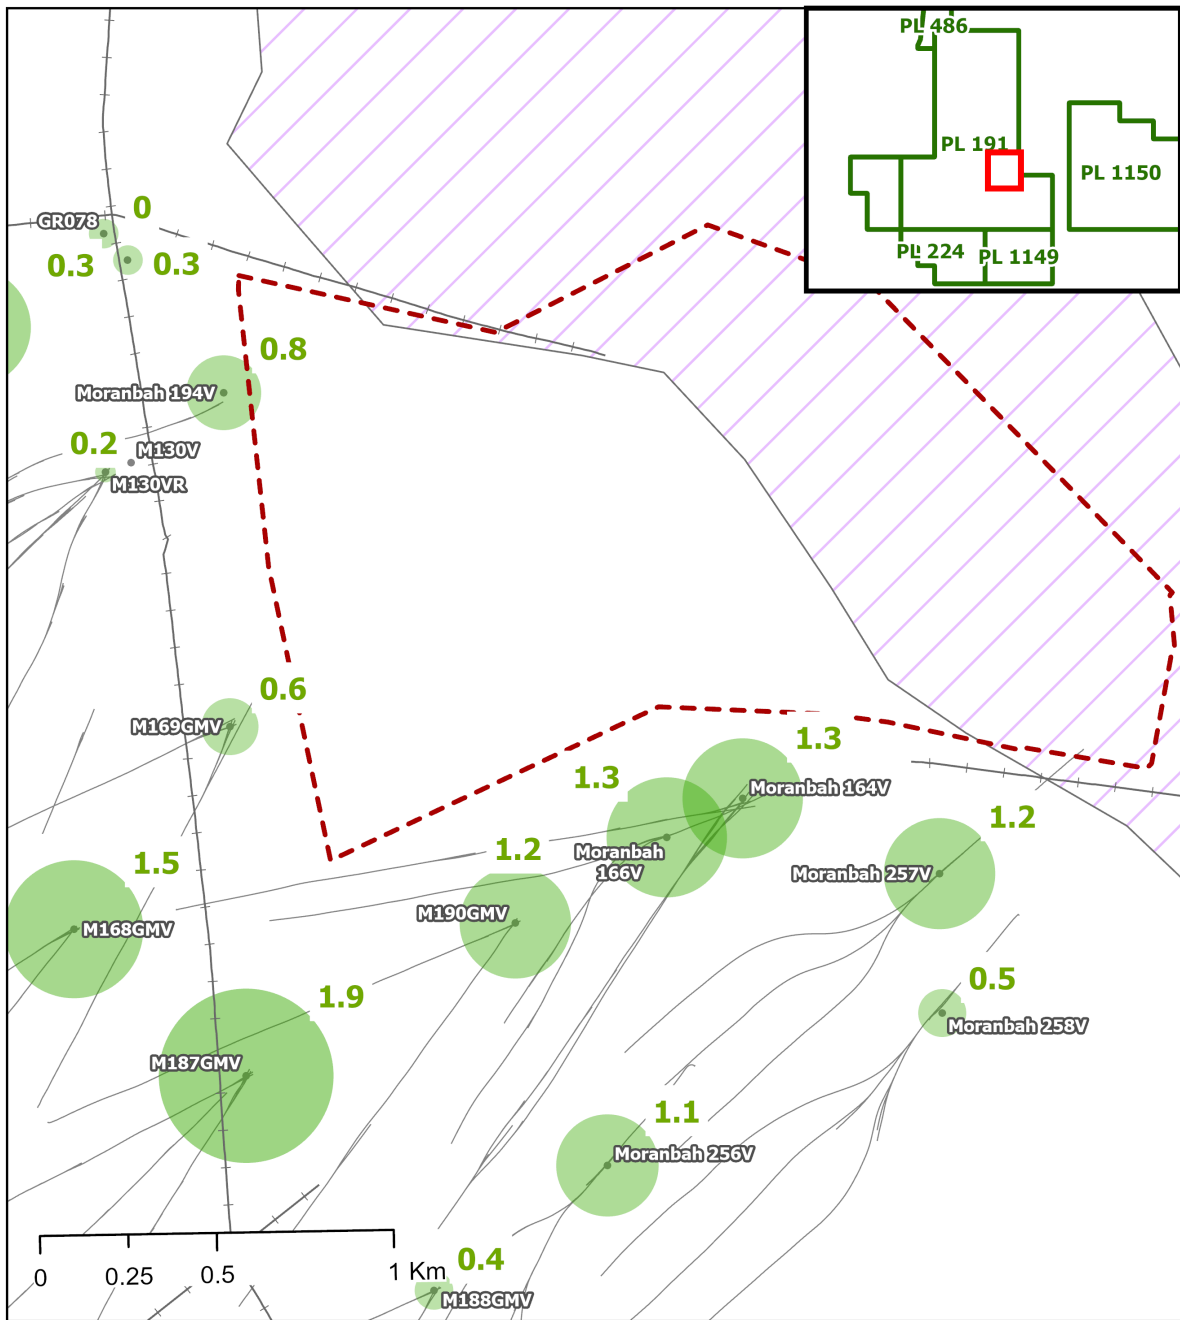 PL 486
PL 191
PL 1150
PL 224
PL 1149
0
GR078
0.3
0.3
0.8
Moranbah 194V
0.2
M130V
M130VR
0.6
M169GMV
1.3
1.3
Moranbah 164V
1.2
1.2
Moranbah
166V
1.5
Moranbah 257V
M190GMV
M168GMV
0.5
1.9
Moranbah 258V
M187GMV
1.1
Moranbah 256V
0.4
0
0.25
0.5
1 Km
M188GMV